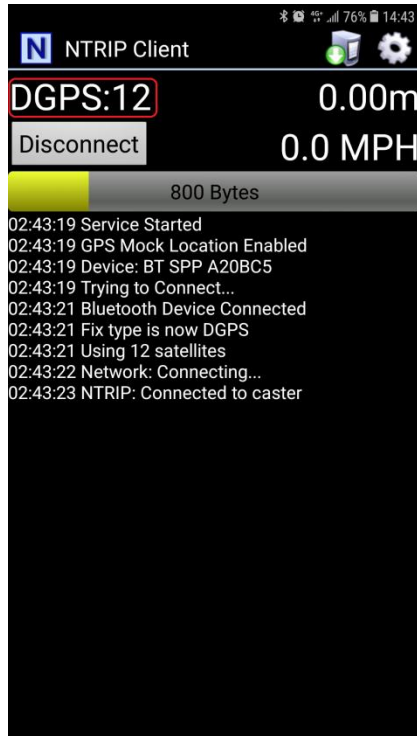 4G+ 76% 14:43
N NTRIP Client
DGPS:12 0.00m
Disconnect 0.0 MPH
800 Bytes
02:43:19 Service Started
02:43:19 GPS Mock Location Enabled
02:43:19 Device: BT SPP A20BC5
02:43:19 Trying to Connect...
02:43:21 Bluetooth Device Connected
02:43:21 Fix type is now DGPS
02:43:21 Using 12 satellites
02:43:22 Network: Connecting...
02:43:23 NTRIP: Connected to caster